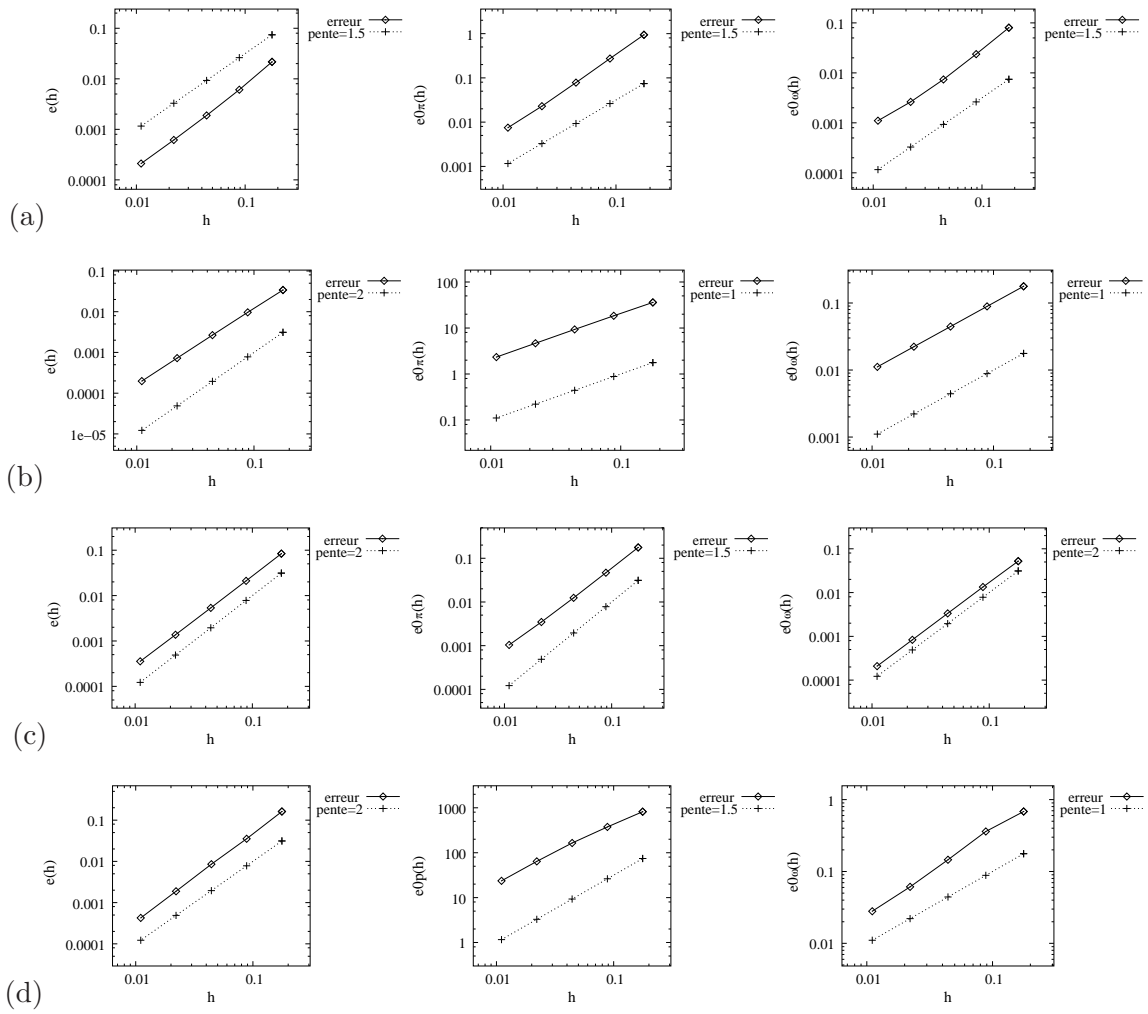 erreur
pente=1.5
0.1
0.01
0.001
0.0001
e(h)
0.01
0.1
h
erreur
pente=1.5
1
0.1
0.01
0.001
e0π(h)
0.01
0.1
h
erreur
pente=1.5
0.1
0.01
0.001
0.0001
e0ω(h)
0.01
0.1
h
(a)
erreur
pente=2
0.1
0.01
0.001
0.0001
1e-05
e(h)
0.01
0.1
h
erreur
pente=1
100
10
1
0.1
e0π(h)
0.01
0.1
h
erreur
pente=1
0.1
0.01
0.001
e0ω(h)
0.01
0.1
h
(b)
erreur
pente=2
0.1
0.01
0.001
0.0001
e(h)
0.01
0.1
h
erreur
pente=1.5
0.1
0.01
0.001
0.0001
e0π(h)
0.01
0.1
h
erreur
pente=2
0.1
0.01
0.001
0.0001
e0ω(h)
0.01
0.1
h
(c)
erreur
pente=2
0.1
0.01
0.001
0.0001
e(h)
0.01
0.1
h
erreur
pente=1.5
1000
100
10
1
e0p(h)
0.01
0.1
h
erreur
pente=1
1
0.1
0.01
e0ω(h)
0.01
0.1
h
(d)